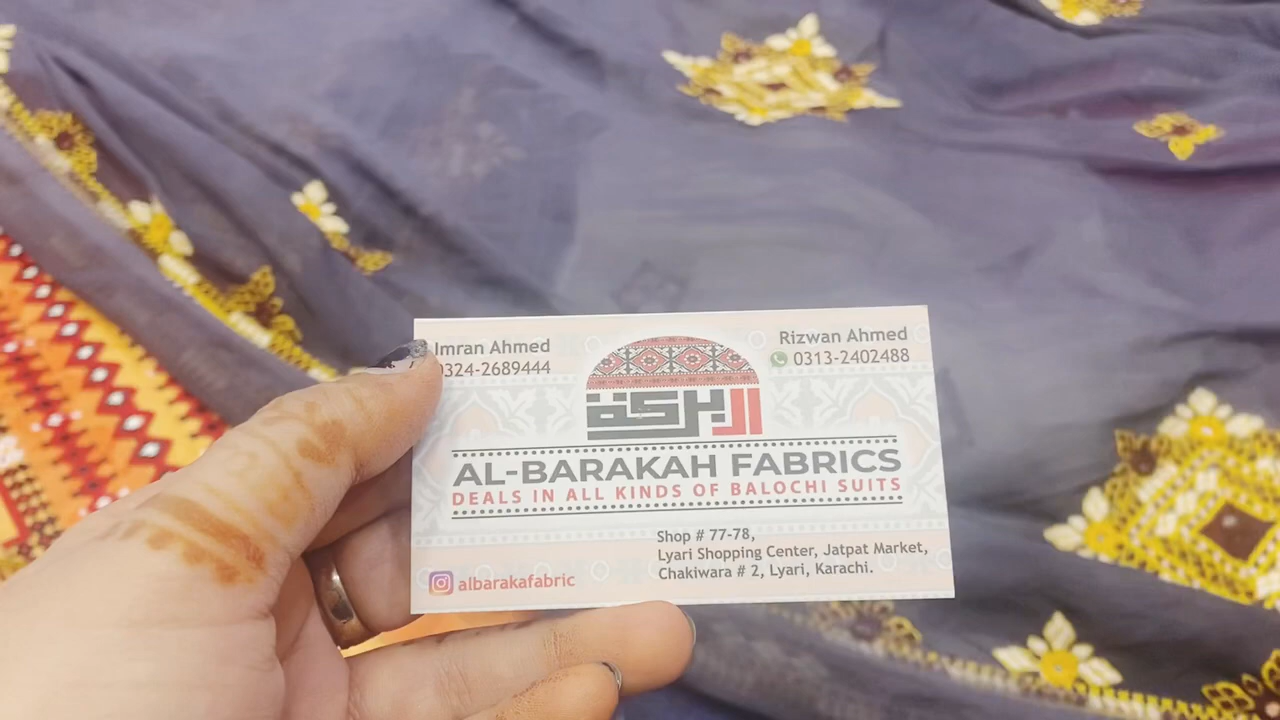 Imran Ahmed
0324-2689444
Rizwan Ahmed
0313-2402488
البركة
AL-BARAKAH FABRICS
DEALS IN ALL KINDS OF BALOCHI SUITS
Shop # 77-78,
Lyari Shopping Center, Jatpat Market,
Chakiwara # 2, Lyari, Karachi.
albarakafabric